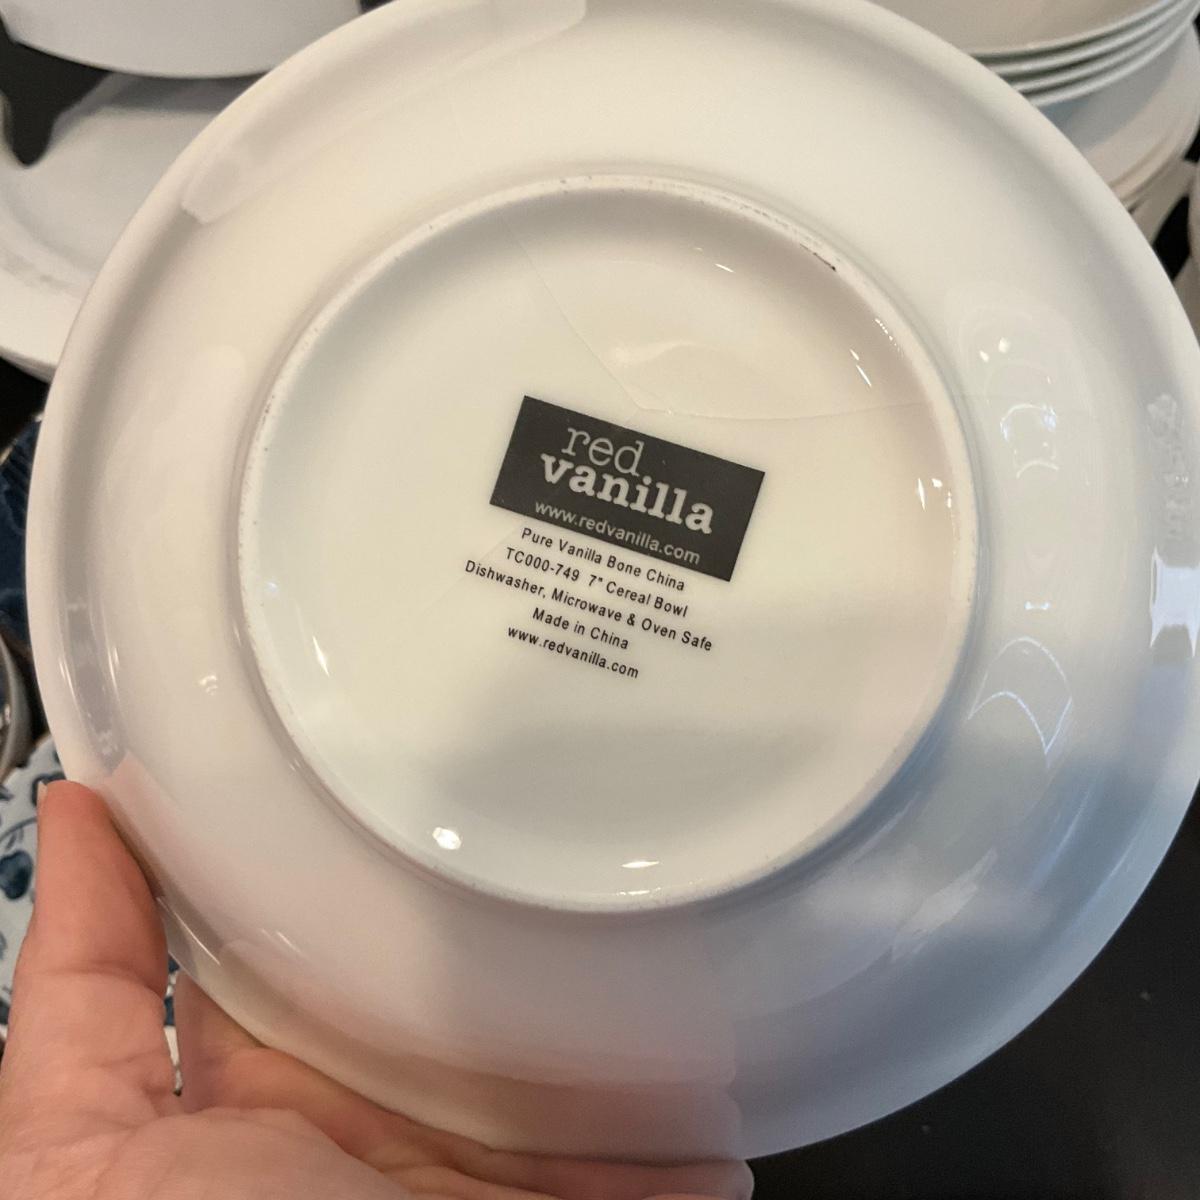 red
vanilla
www.redvanilla.com
Pure Vanilla Bone China
TC000-749 7" Cereal Bowl
Dishwasher, Microwave & Oven Safe
Made in China
www.redvanilla.com